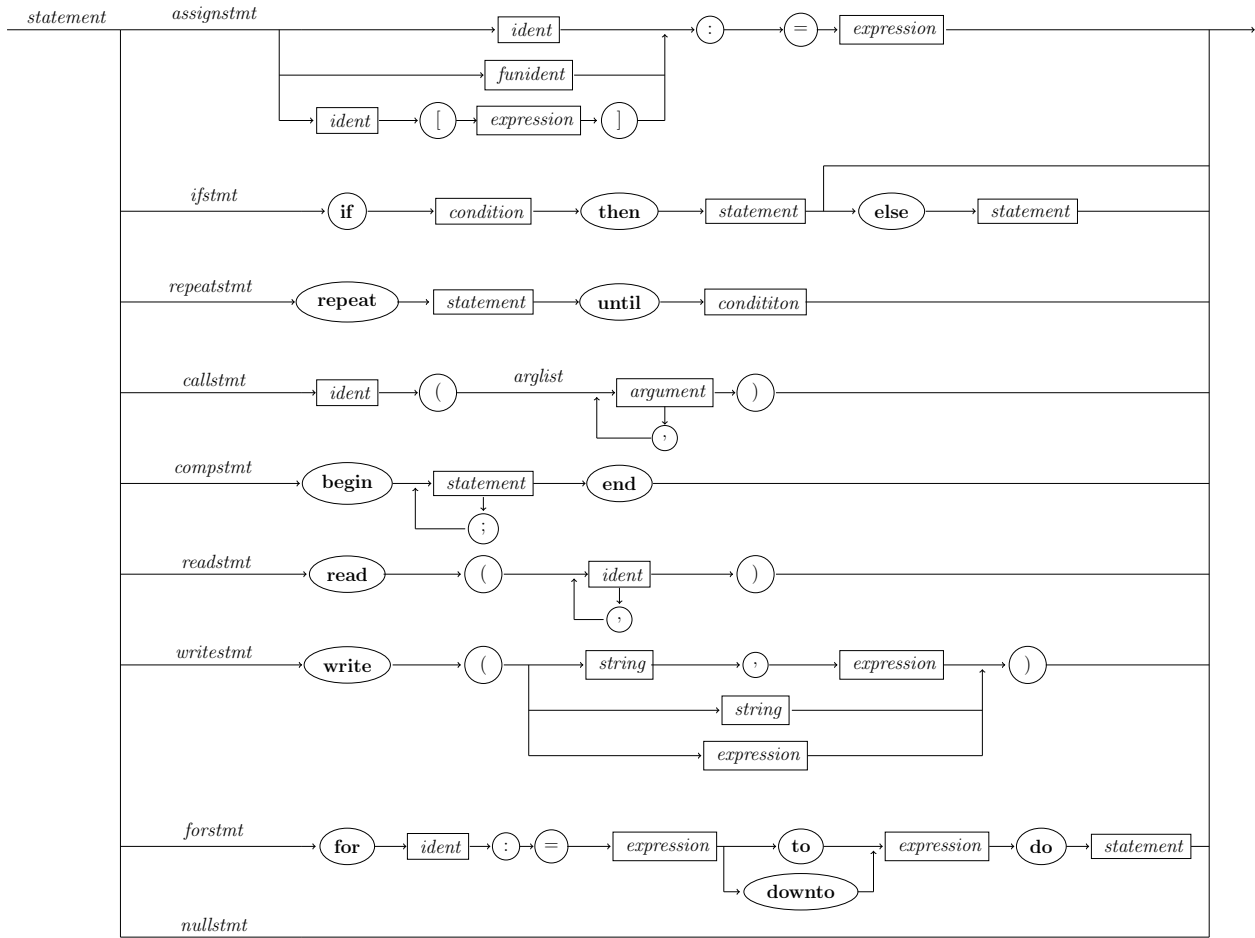 statement assignstmt
ident : = expression
funident
ident [ expression ]
ifstmt if condition then statement else statement
repeatstmt repeat statement until condititon
callstmt ident ( arglist argument )
,
compstmt begin statement end
;
readstmt read ( ident )
,
writestmt write ( string , expression )
string
expression
forstmt for ident : = expression to expression do statement
downto
nullstmt